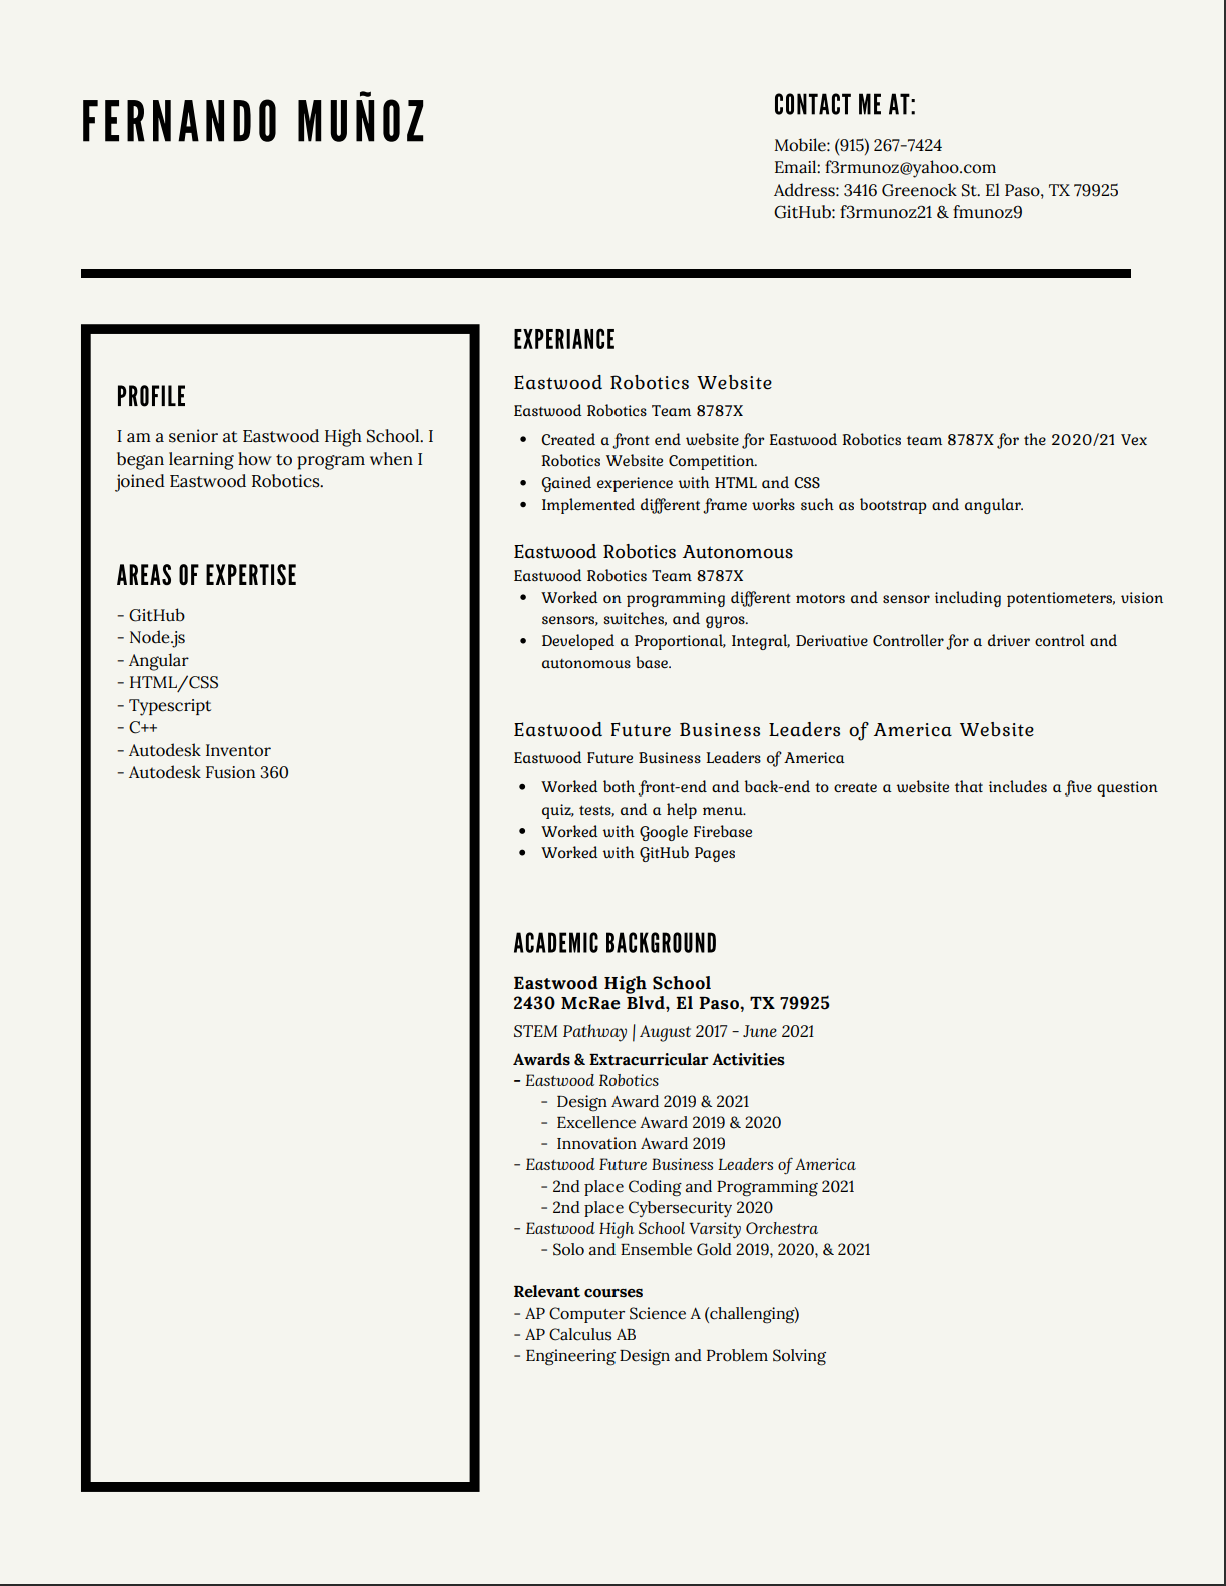 FERNANDO MUÑOZ
CONTACT ME AT:
Mobile: (915) 267-7424
Email: f3rmunoz@yahoo.com
Address: 3416 Greenock St. El Paso, TX 79925
GitHub: f3rmunoz21 & fmunoz9
PROFILE
I am a senior at Eastwood High School. I
began learning how to program when I
joined Eastwood Robotics.
AREAS OF EXPERTISE
- GitHub
- Node.js
- Angular
- HTML/CSS
- Typescript
- C++
- Autodesk Inventor
- Autodesk Fusion 360
EXPERIANCE
Eastwood Robotics Website
Eastwood Robotics Team 8787X
• Created a front end website for Eastwood Robotics team 8787X for the 2020/21 Vex
Robotics Website Competition.
• Gained experience with HTML and CSS
• Implemented different frame works such as bootstrap and angular.
Eastwood Robotics Autonomous
Eastwood Robotics Team 8787X
• Worked on programming different motors and sensor including potentiometers, vision
sensors, switches, and gyros.
• Developed a Proportional, Integral, Derivative Controller for a driver control and
autonomous base.
Eastwood Future Business Leaders of America Website
Eastwood Future Business Leaders of America
• Worked both front-end and back-end to create a website that includes a five question
quiz, tests, and a help menu.
• Worked with Google Firebase
• Worked with GitHub Pages
ACADEMIC BACKGROUND
Eastwood High School
2430 McRae Blvd, El Paso, TX 79925
STEM Pathway | August 2017 - June 2021
Awards & Extracurricular Activities
- Eastwood Robotics
- Design Award 2019 & 2021
- Excellence Award 2019 & 2020
- Innovation Award 2019
- Eastwood Future Business Leaders of America
- 2nd place Coding and Programming 2021
- 2nd place Cybersecurity 2020
- Eastwood High School Varsity Orchestra
- Solo and Ensemble Gold 2019, 2020, & 2021
Relevant courses
- AP Computer Science A (challenging)
- AP Calculus AB
- Engineering Design and Problem Solving